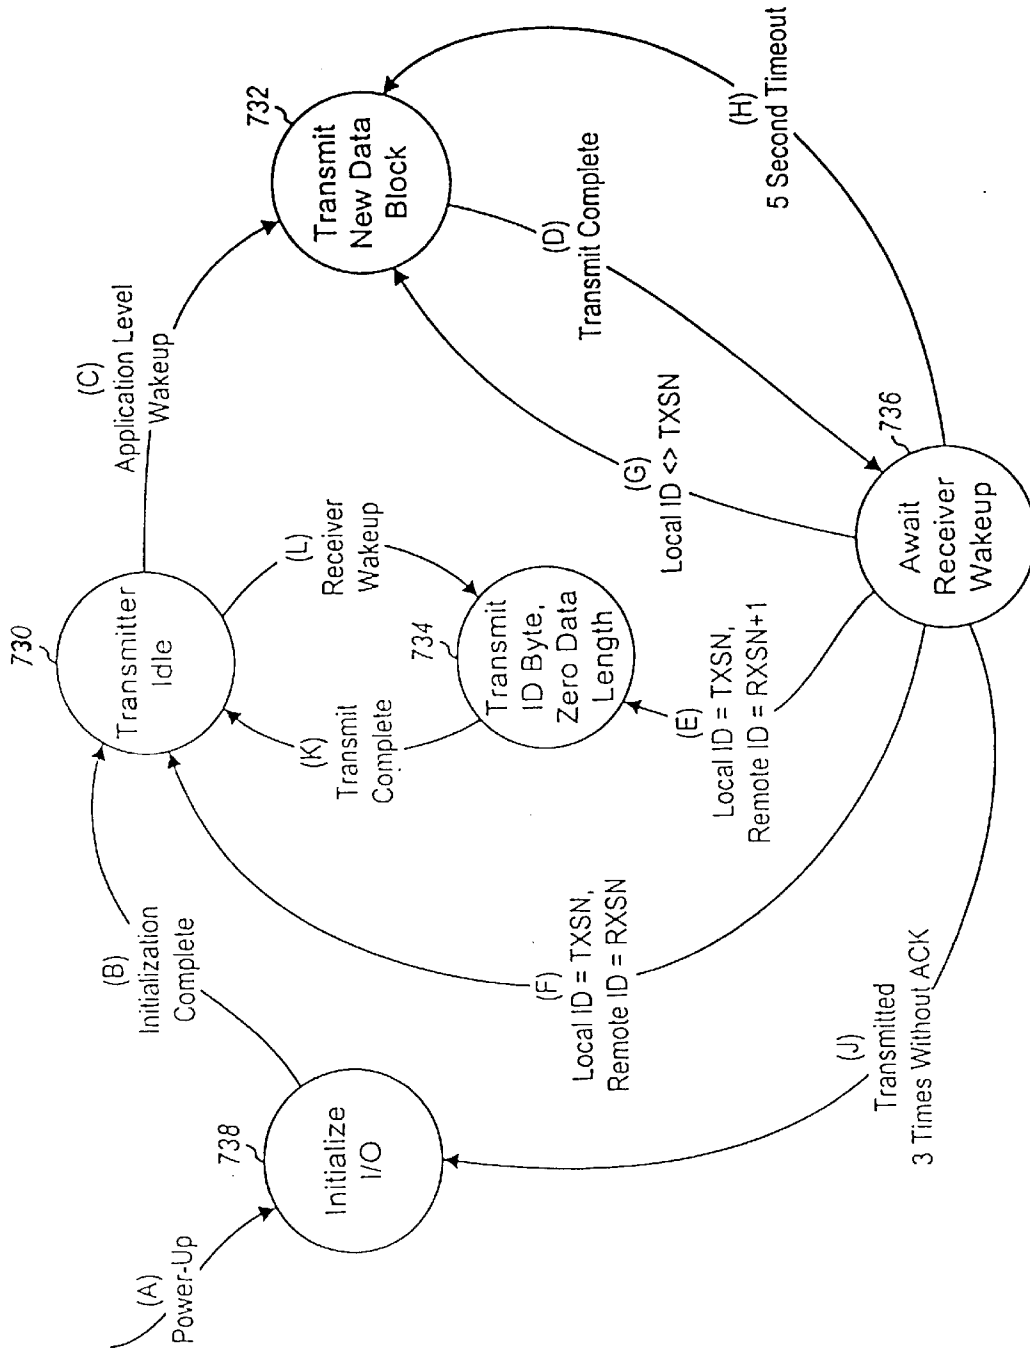 (A)
Power-Up
738
Initialize
I/O
(B)
Initialization
Complete
730
Transmitter
Idle
(C)
Application Level
Wakeup
732
Transmit
New Data
Block
(L)
Receiver
Wakeup
(K)
Transmit
Complete
734
Transmit
ID Byte,
Zero Data
Length
(D)
Transmit Complete
(G)
Local ID <> TXSN
(H)
5 Second Timeout
(E)
Local ID = TXSN,
Remote ID = RXSN+1
(F)
Local ID = TXSN,
Remote ID = RXSN
736
Await
Receiver
Wakeup
(J)
Transmitted
3 Times Without ACK